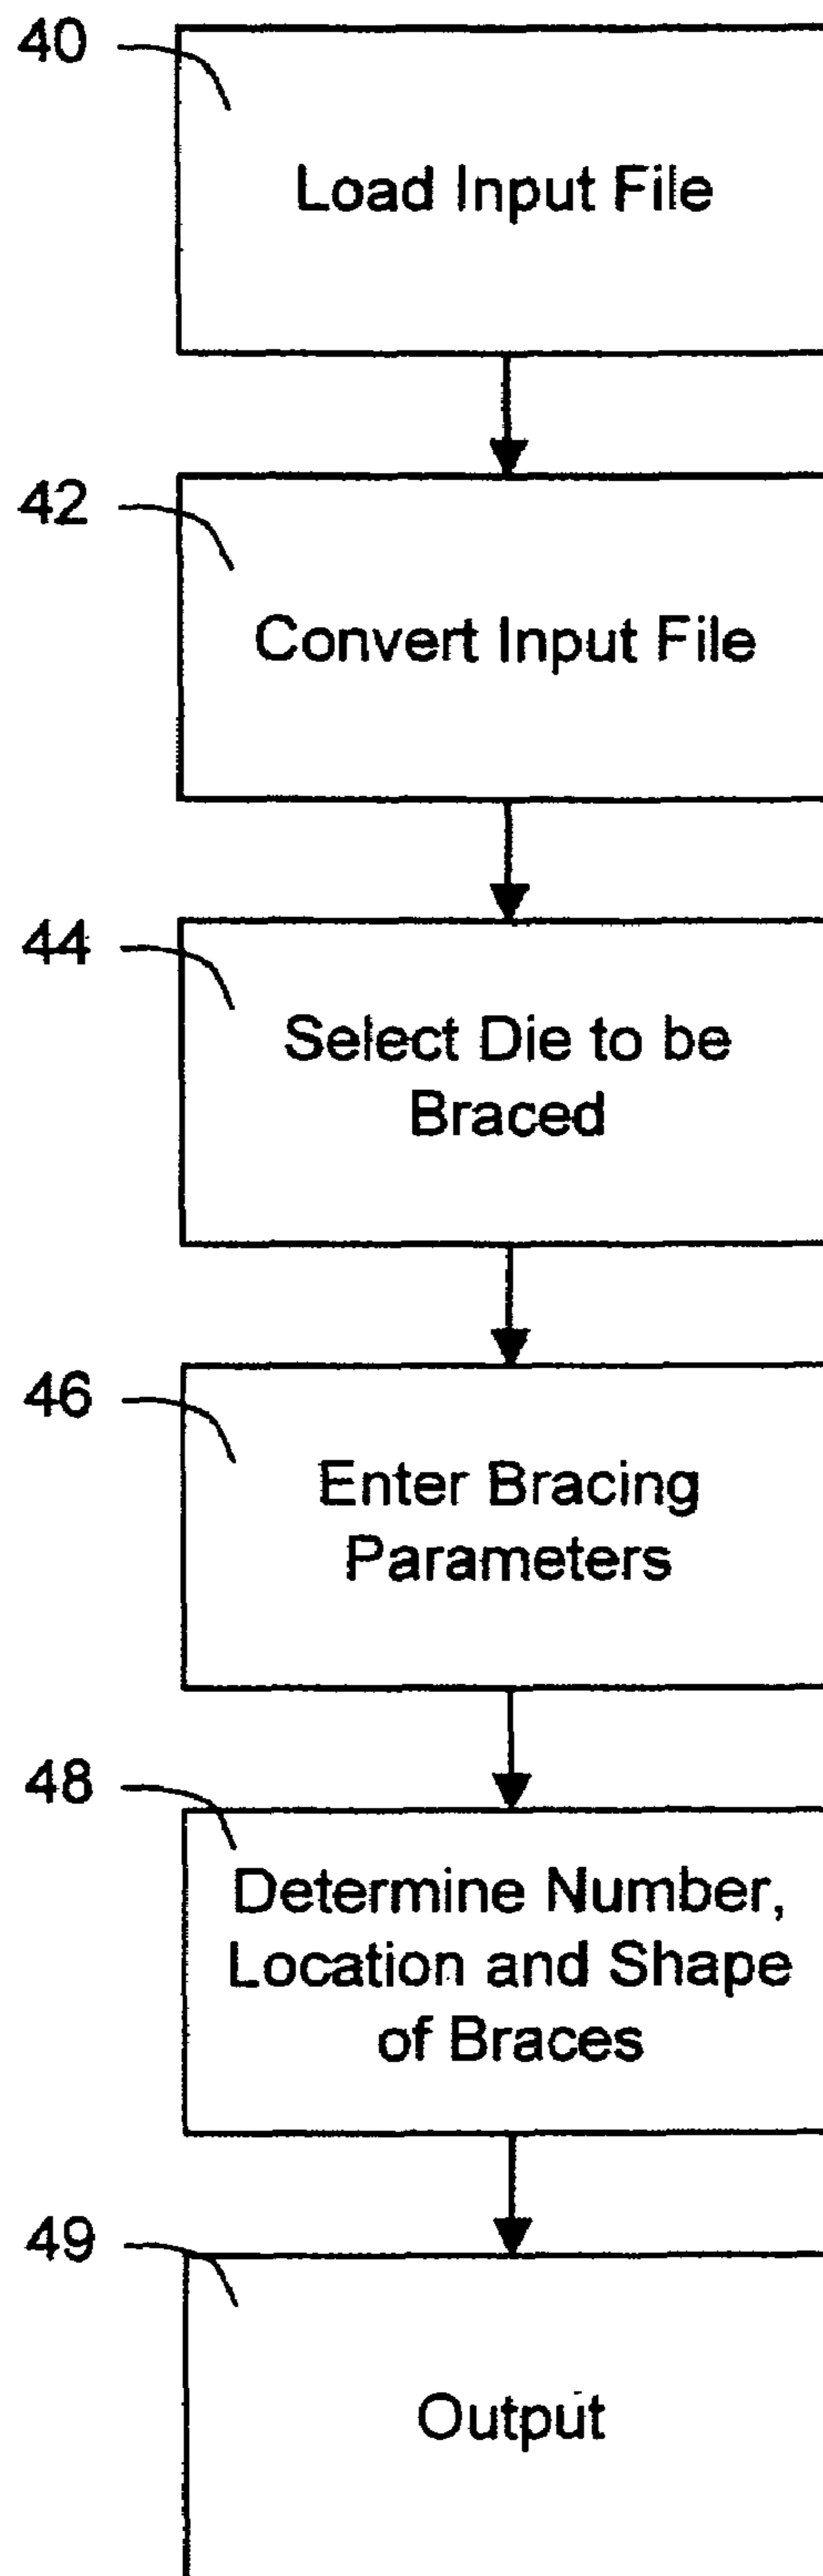 40
Load Input File
42
Convert Input File
44
Select Die to be
Braced
46
Enter Bracing
Parameters
48
Determine Number,
Location and Shape
of Braces
49
Output